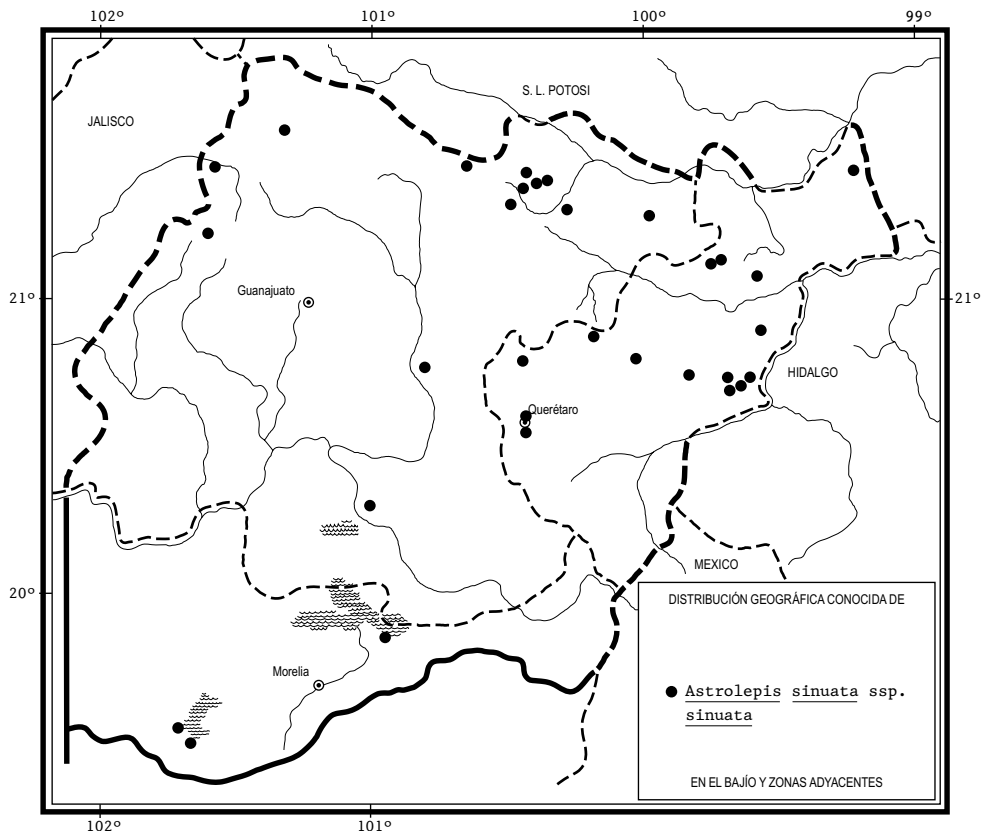 102º 101º 100º 99º
S. L. POTOSI
JALISCO
Guanajuato
21º 21º
HIDALGO
Querétaro
MEXICO
20º
DISTRIBUCIÓN GEOGRÁFICA CONOCIDA DE
Morelia
Astrolepis sinuata ssp.
sinuata
EN EL BAJÍO Y ZONAS ADYACENTES
102º 101º